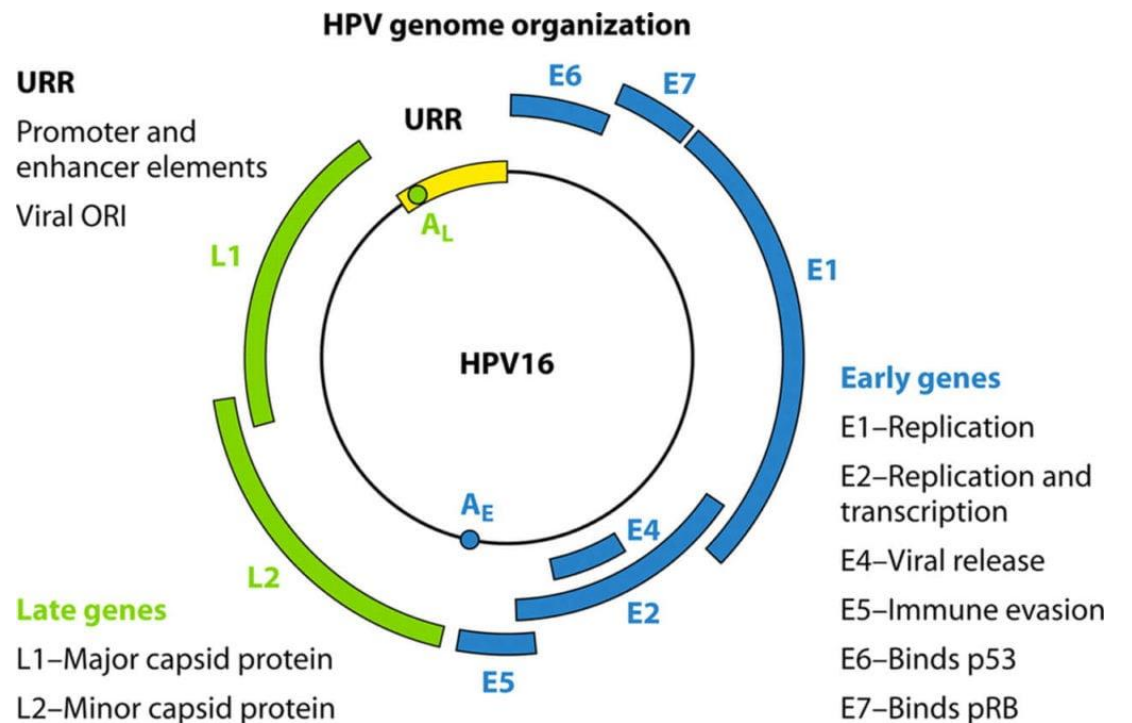 HPV genome organization
URR
Promoter and
enhancer elements
Viral ORI
URR
E6
E7
A_L
L1
E1
HPV16
A_E
E4
L2
E2
E5
Late genes
L1–Major capsid protein
L2–Minor capsid protein
Early genes
E1–Replication
E2–Replication and
transcription
E4–Viral release
E5–Immune evasion
E6–Binds p53
E7–Binds pRB